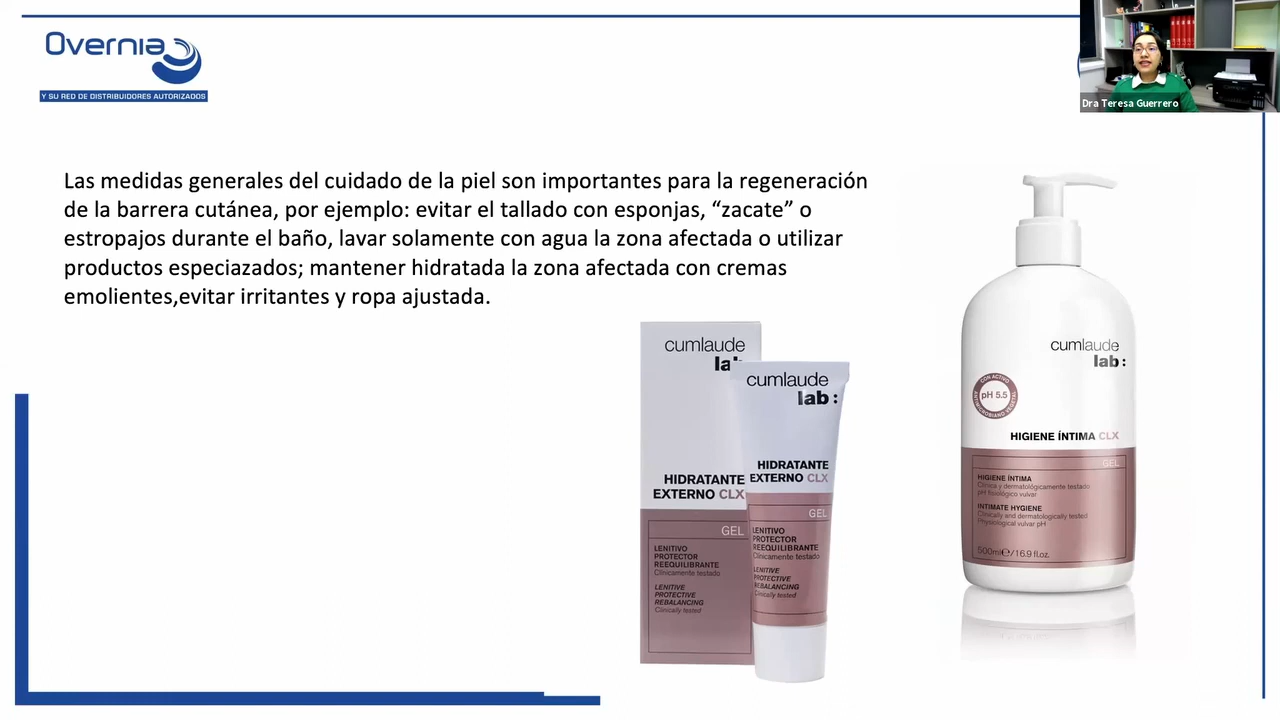 Overnia
Y SU RED DE DISTRIBUIDORES AUTORIZADOS
Dra Teresa Guerrero
Las medidas generales del cuidado de la piel son importantes para la regeneración
de la barrera cutánea, por ejemplo: evitar el tallado con esponjas, “zacate” o
estropajos durante el baño, lavar solamente con agua la zona afectada o utilizar
productos especiazados; mantener hidratada la zona afectada con cremas
emolientes,evitar irritantes y ropa ajustada.
cumlaude
lab
HIDRATANTE
EXTERNO CLX
GEL
LENITIVO
PROTECTOR
REEQUILIBRANTE
Clínicamente testado
LENITIVE
PROTECTIVE
REBALANCING
Clinically tested
cumlaude
lab:
HIDRATANTE
EXTERNO CLX
GEL
LENITIVO
PROTECTOR
REEQUILIBRANTE
Clínicamente testado
LENITIVE
PROTECTIVE
REBALANCING
Clinically tested
cumlaude
lab:
CON ACTIVO
pH 5.5
ANTIMICROBIANO VEGETAL
HIGIENE ÍNTIMA CLX
GEL
HIGIENE ÍNTIMA
Clínica y dermatológicamente testado
pH fisiológico vulvar
INTIMATE HYGIENE
Clinically and dermatologically tested
Physiological vulvar pH
500ml℮/16.9 fl.oz.